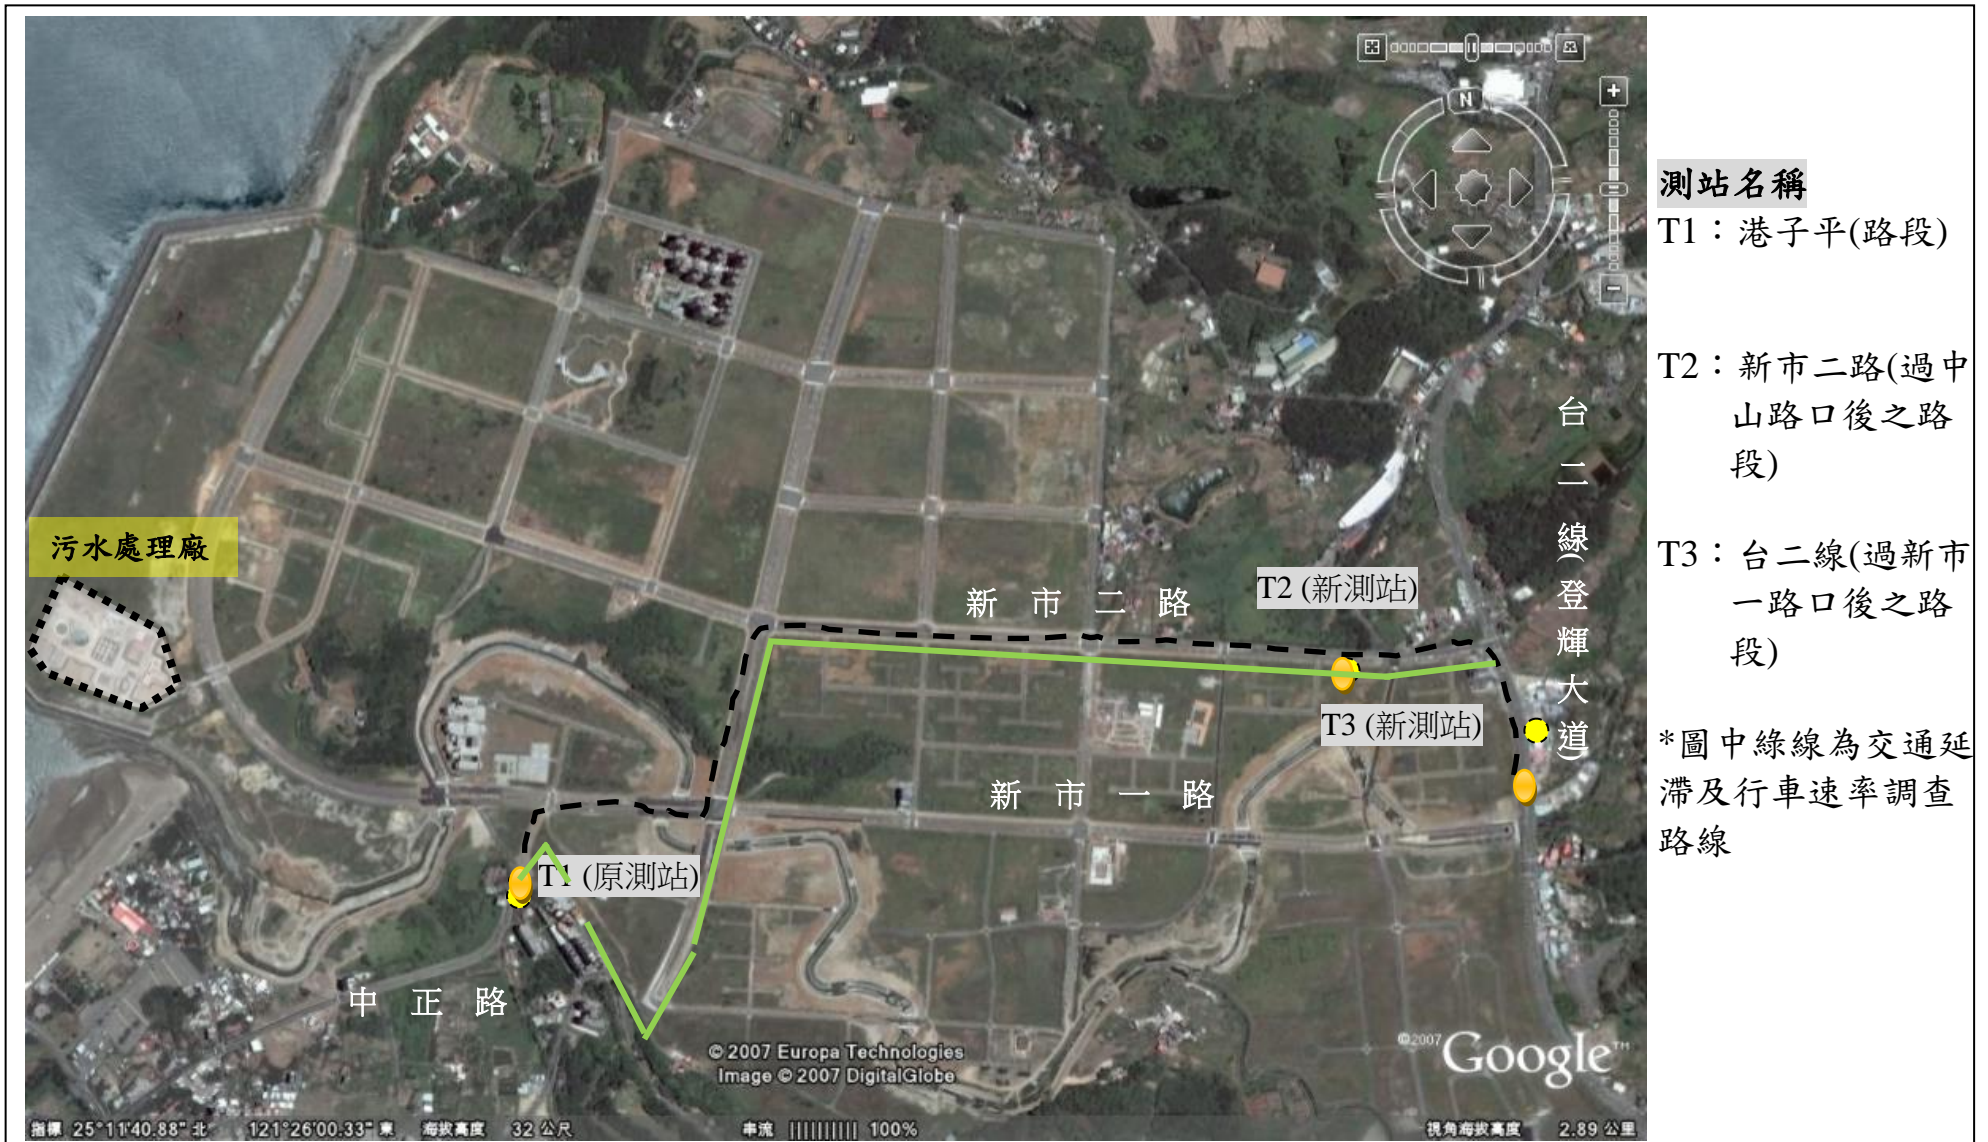 測站名稱
T1：港子平(路段)
T2：新市二路(過中
山路口後之路
段)
T3：台二線(過新市
一路口後之路
段)
*圖中綠線為交通延
滯及行車速率調查
路線
N
台二線(登輝大道)
污水處理廠
新市二路
T2 (新測站)
T3 (新測站)
新市一路
T1 (原測站)
中正路
© 2007 Europa Technologies
Image © 2007 DigitalGlobe
©2007 Google™
指標 25°11'40.88" 北 121°26'00.33" 東 海拔高度 32 公尺 串流 |||||||||| 100% 視角海拔高度 2.89 公里